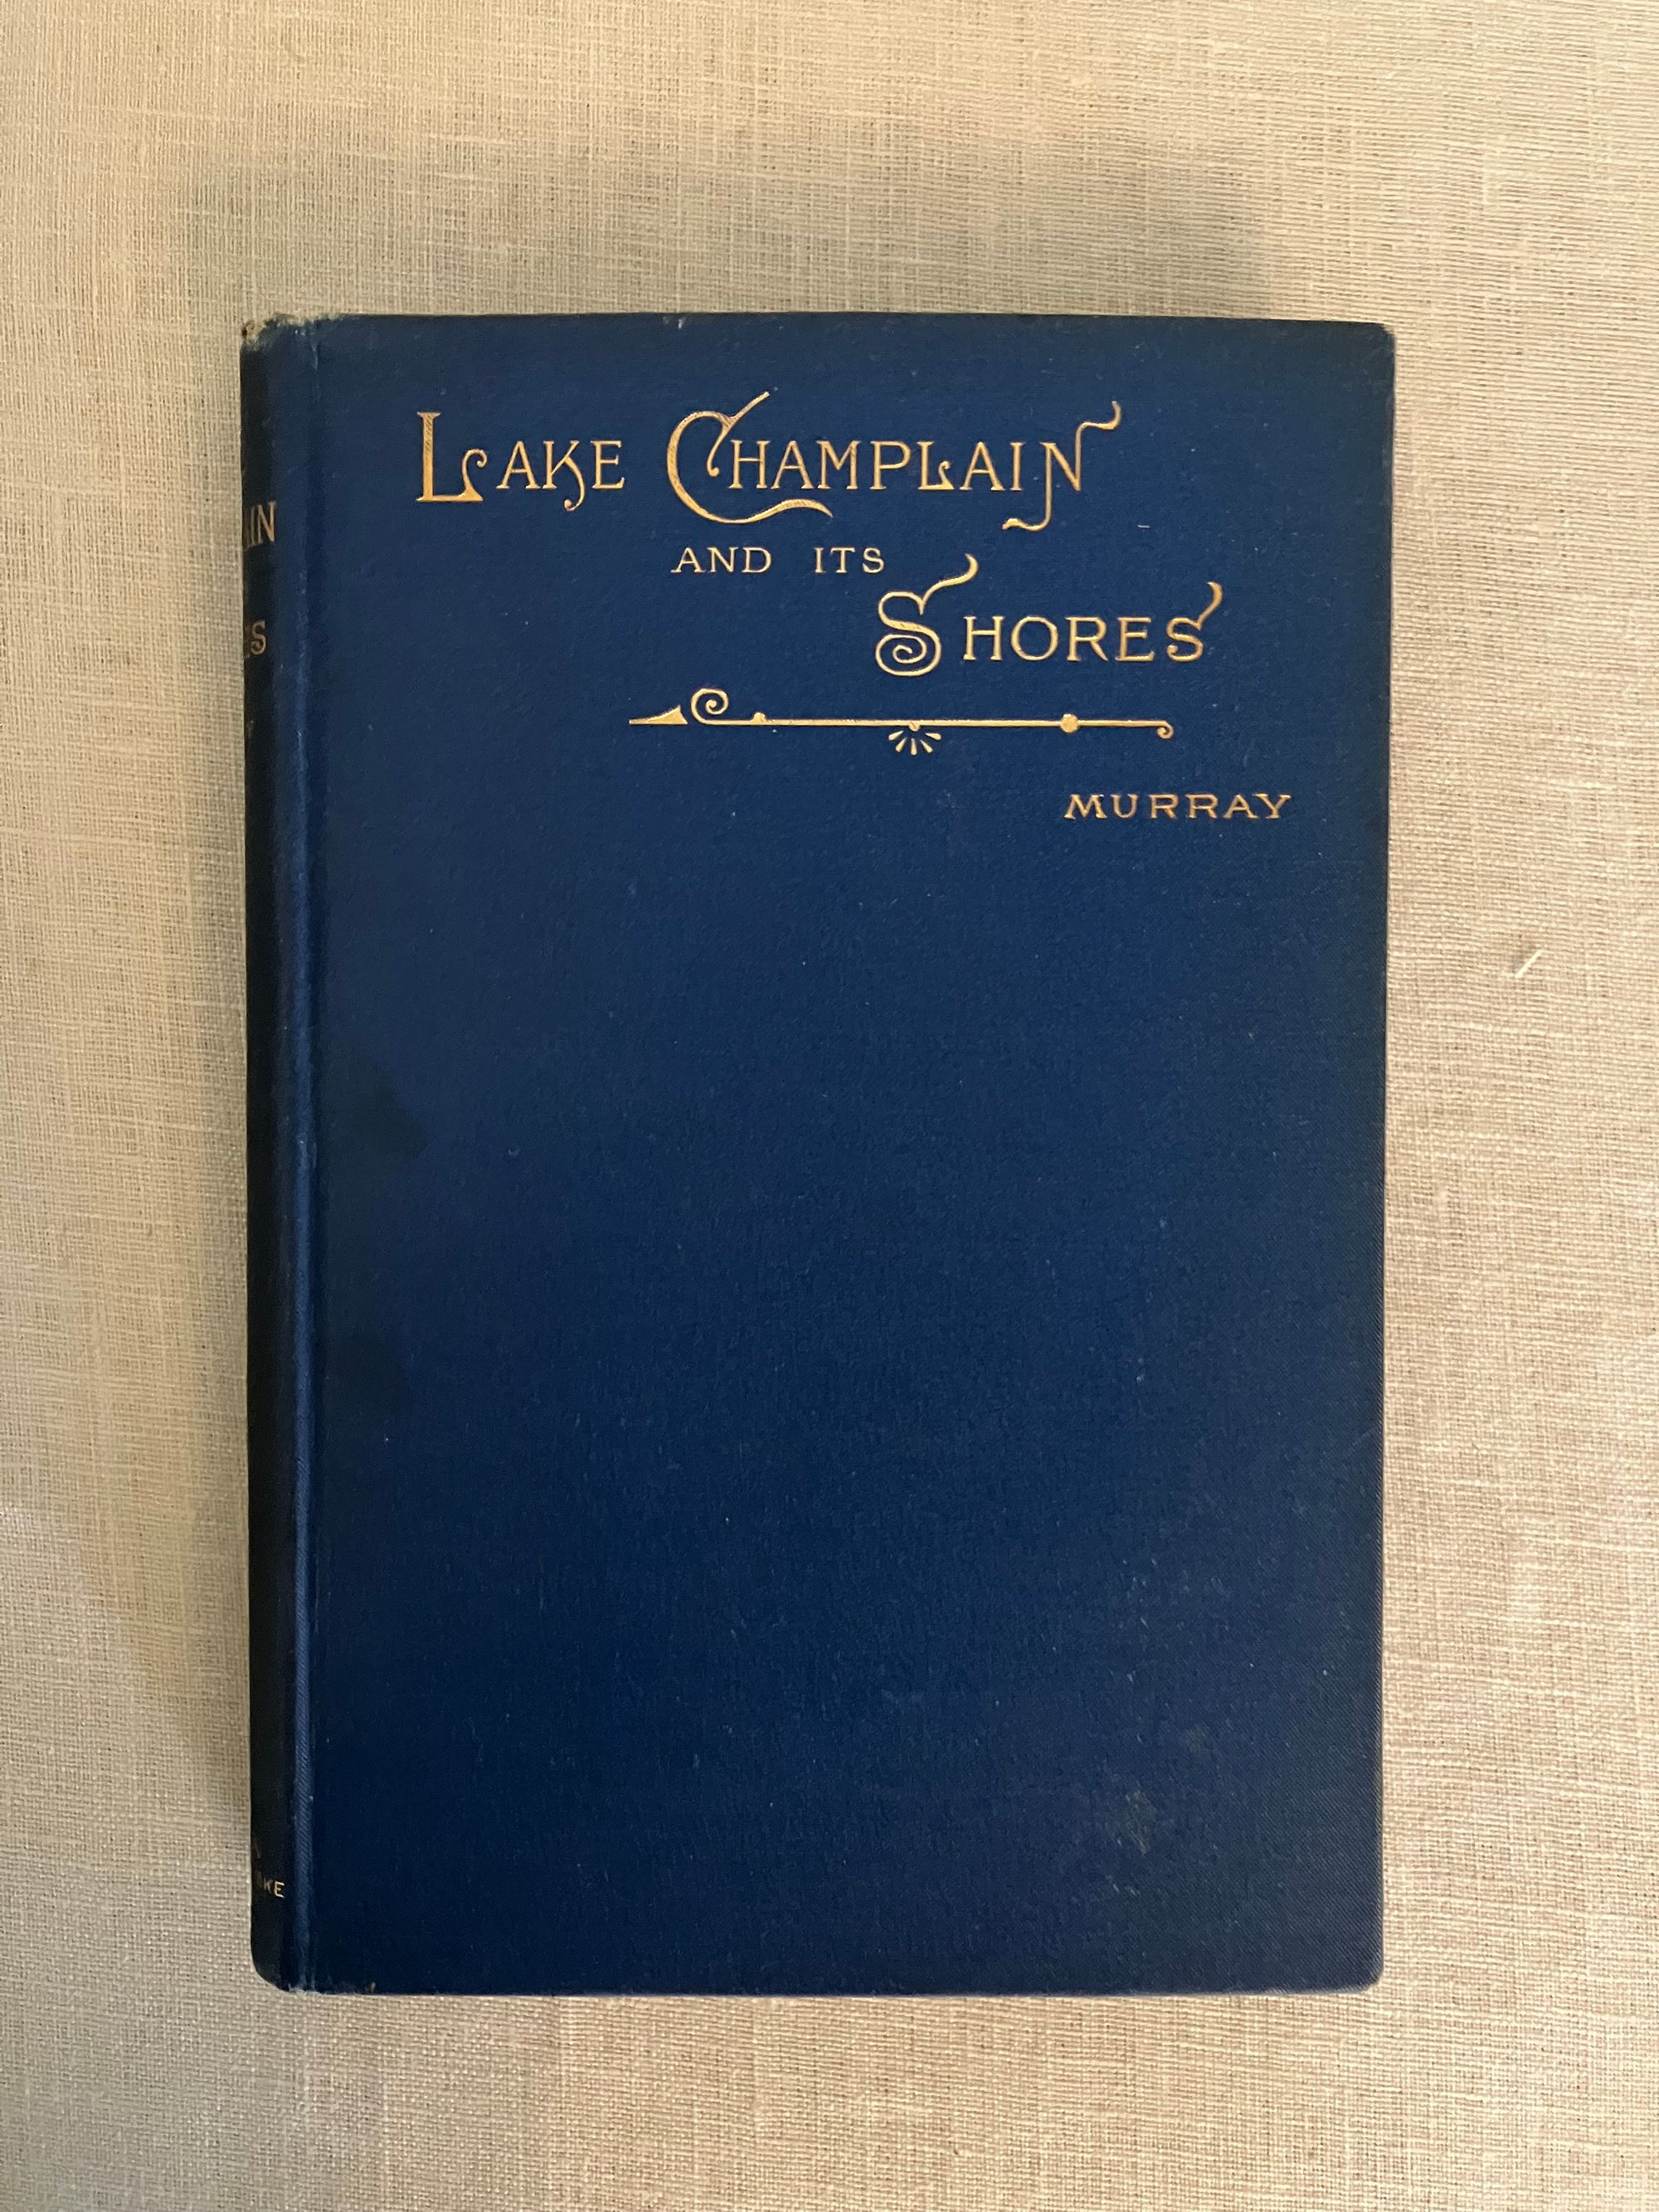 LAKE CHAMPLAIN
AND ITS
SHORES
MURRAY